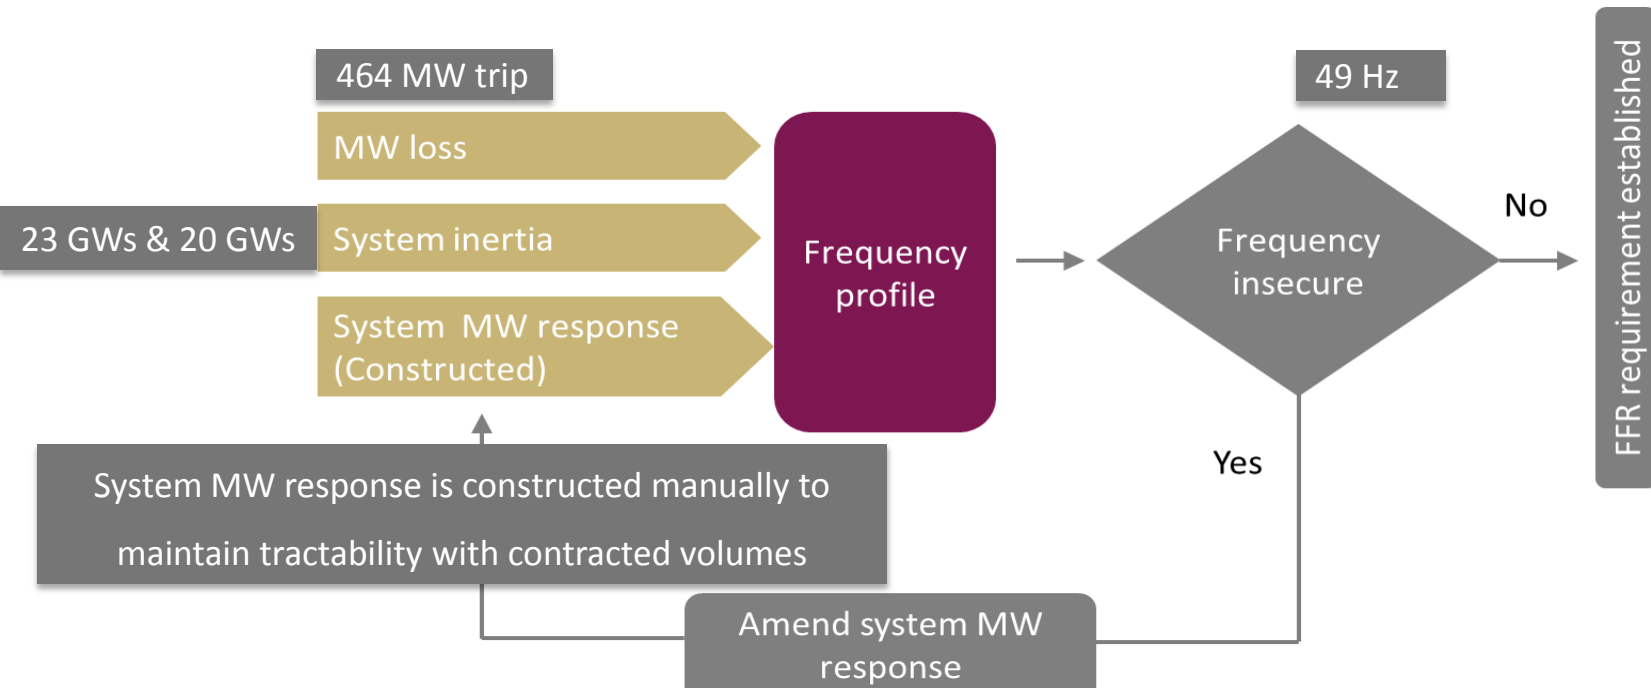 464 MW trip
MW loss
23 GWs & 20 GWs
System inertia
System MW response
(Constructed)
Frequency
profile
49 Hz
Frequency
insecure
No
Yes
FFR requirement established
System MW response is constructed manually to
maintain tractability with contracted volumes
Amend system MW
response